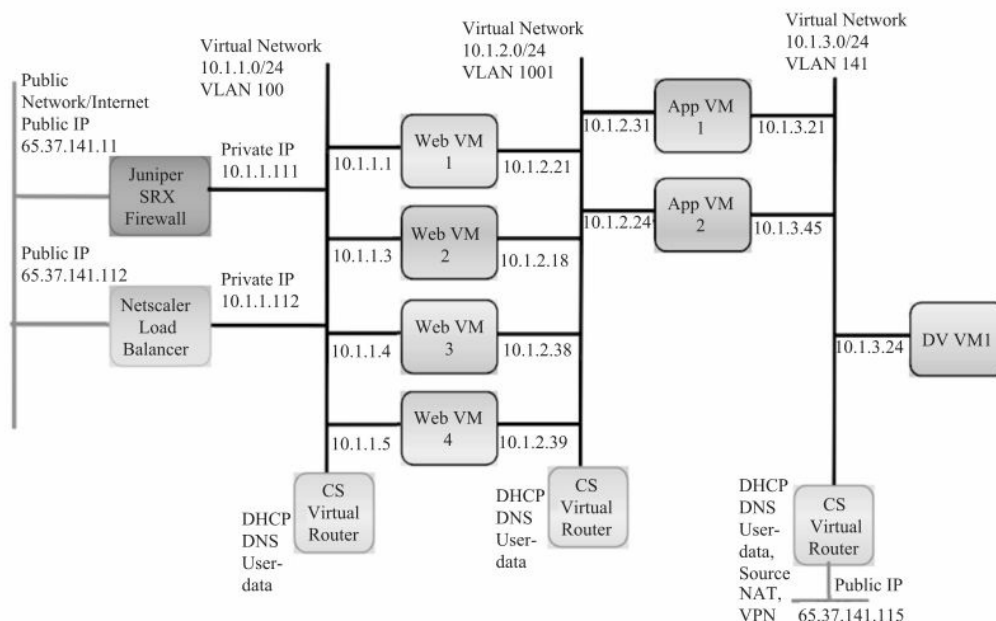 Virtual Network
10.1.1.0/24
VLAN 100
Virtual Network
10.1.2.0/24
VLAN 1001
Virtual Network
10.1.3.0/24
VLAN 141
Public
Network/Internet
Public IP
65.37.141.11
Juniper
SRX
Firewall
Private IP
10.1.1.111
Public IP
65.37.141.112
Netscaler
Load
Balancer
Private IP
10.1.1.112
10.1.1.1
Web VM
1
10.1.2.21
10.1.1.3
Web VM
2
10.1.2.18
10.1.1.4
Web VM
3
10.1.2.38
10.1.1.5
Web VM
4
10.1.2.39
10.1.2.31
App VM
1
10.1.3.21
10.1.2.24
App VM
2
10.1.3.45
10.1.3.24
DV VM1
DHCP
DNS
User-
data
CS
Virtual
Router
DHCP
DNS
User-
data
CS
Virtual
Router
DHCP
DNS
User-
data,
Source
NAT,
VPN
CS
Virtual
Router
Public IP
65.37.141.115